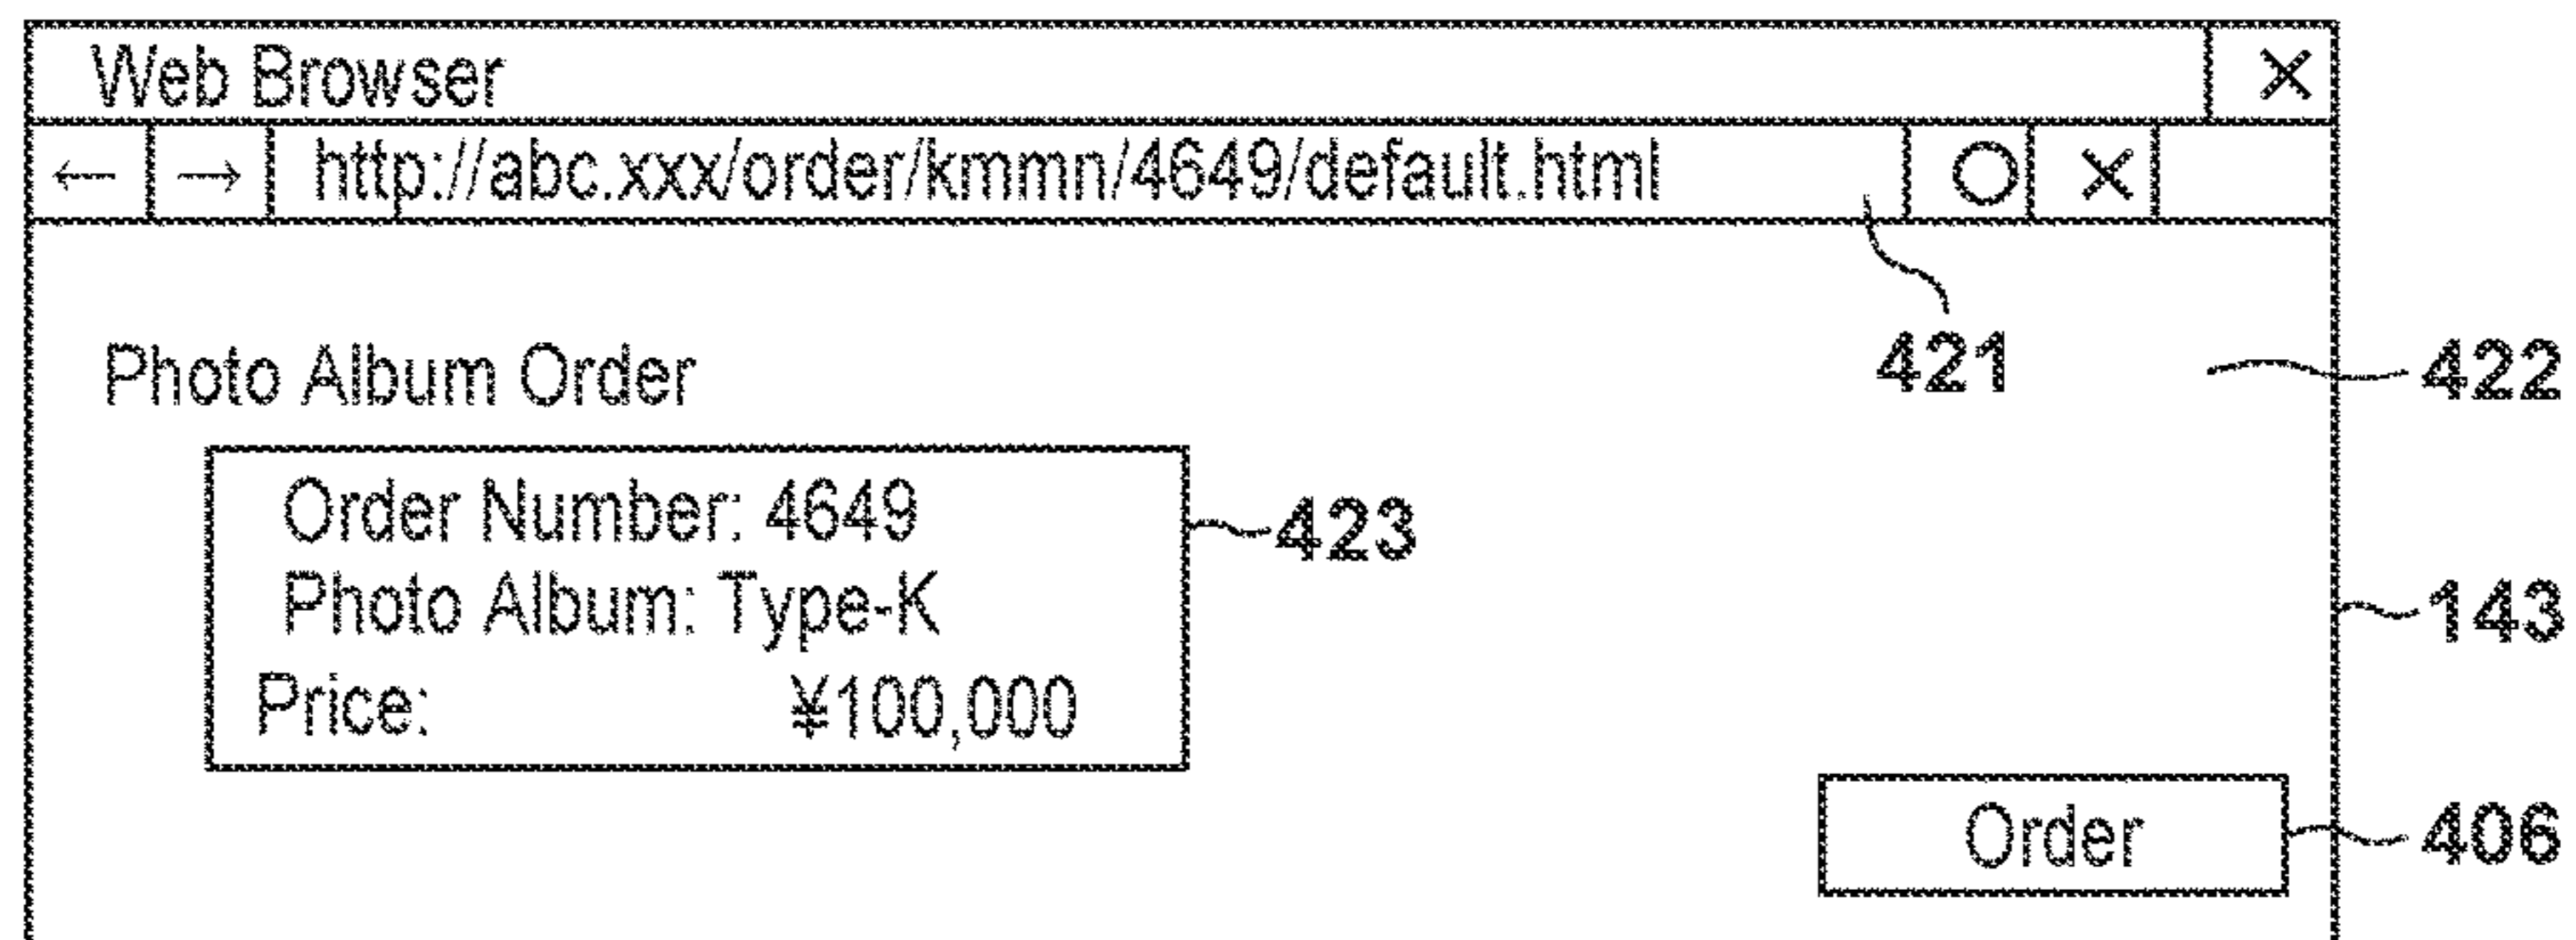 Web Browser ×
← → http://abc.xxx/order/kmmn/4649/default.html ○ ×
421
Photo Album Order
422
Order Number: 4649
423
Photo Album: Type-K
143
Price: ¥100,000
Order
406